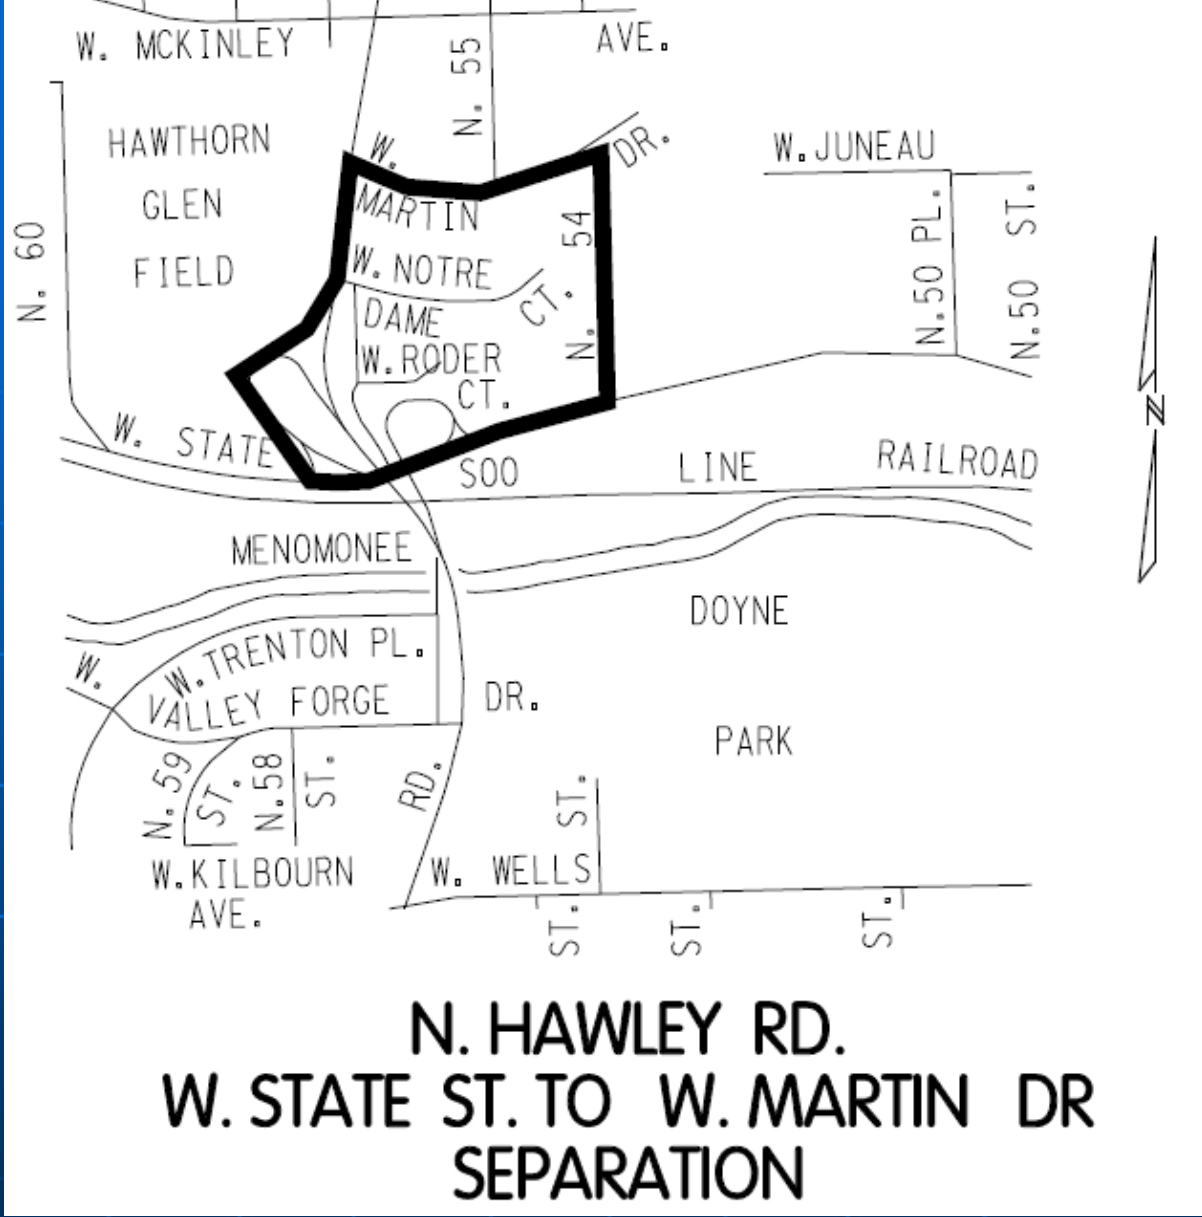 W. MCKINLEY
AVE.
N. 55
HAWTHORN
GLEN
FIELD
N. 60
W.
MARTIN
DR.
W. NOTRE
DAME
CT.
W. RODER
CT.
N. 54
W. JUNEAU
N. 50 PL.
N. 50 ST.
N
W. STATE
SOO LINE RAILROAD
MENOMONEE
DOYNE
PARK
W. TRENTON PL.
W. VALLEY FORGE DR.
N. 59 ST.
N. 58 ST.
RD.
W. KILBOURN
AVE.
W. WELLS
ST.
ST.
ST.
ST.
N. HAWLEY RD.
W. STATE ST. TO W. MARTIN DR
SEPARATION